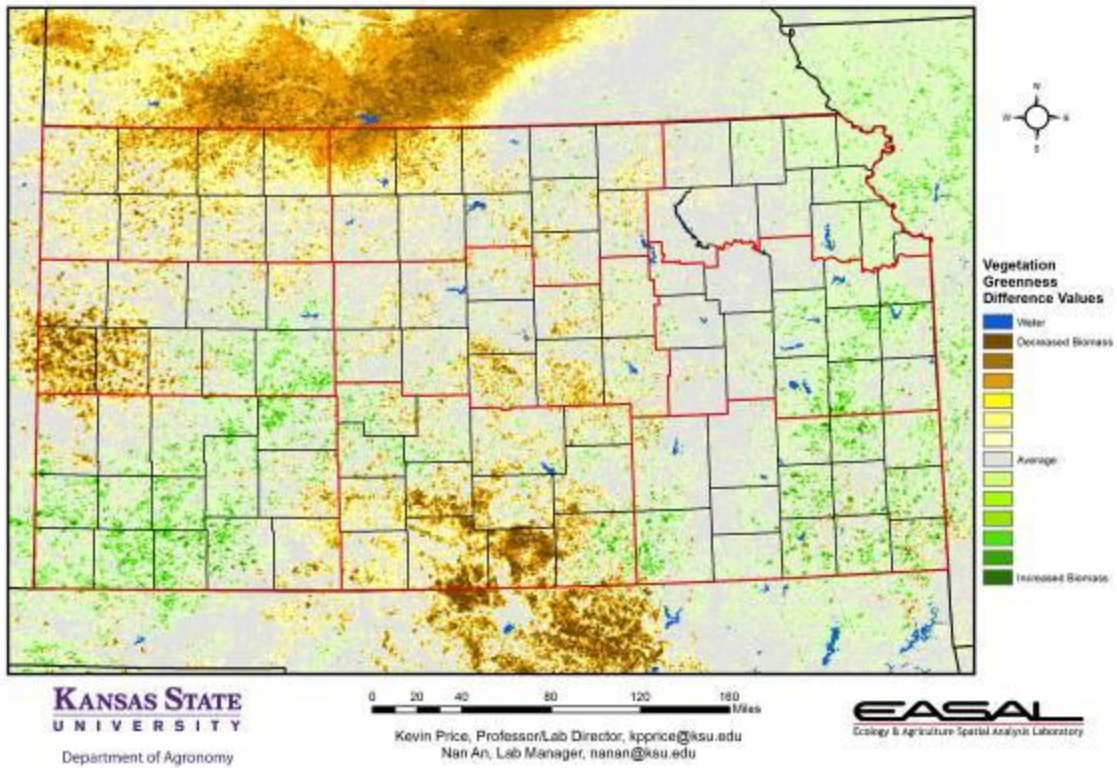 N
W
E
S
Vegetation
Greenness
Difference Values
Water
Decreased Biomass
Average
Increased Biomass
KANSAS STATE
UNIVERSITY
Department of Agronomy
0 20 40 80 120 160
Miles
Kevin Price, Professor/Lab Director, kpprice@ksu.edu
Nan An, Lab Manager, nanan@ksu.edu
EASAL
Ecology & Agriculture Spatial Analysis Laboratory